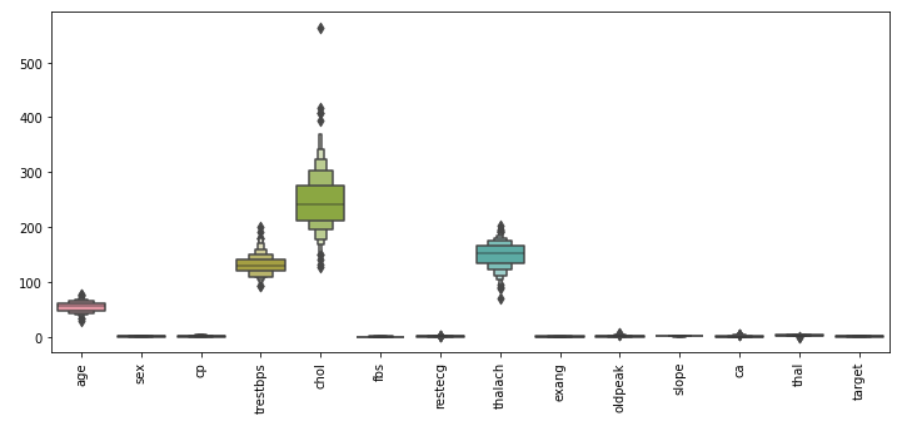 500
400
300
200
100
0
age
sex
cp
trestbps
chol
fbs
restecg
thalach
exang
oldpeak
slope
ca
thal
target